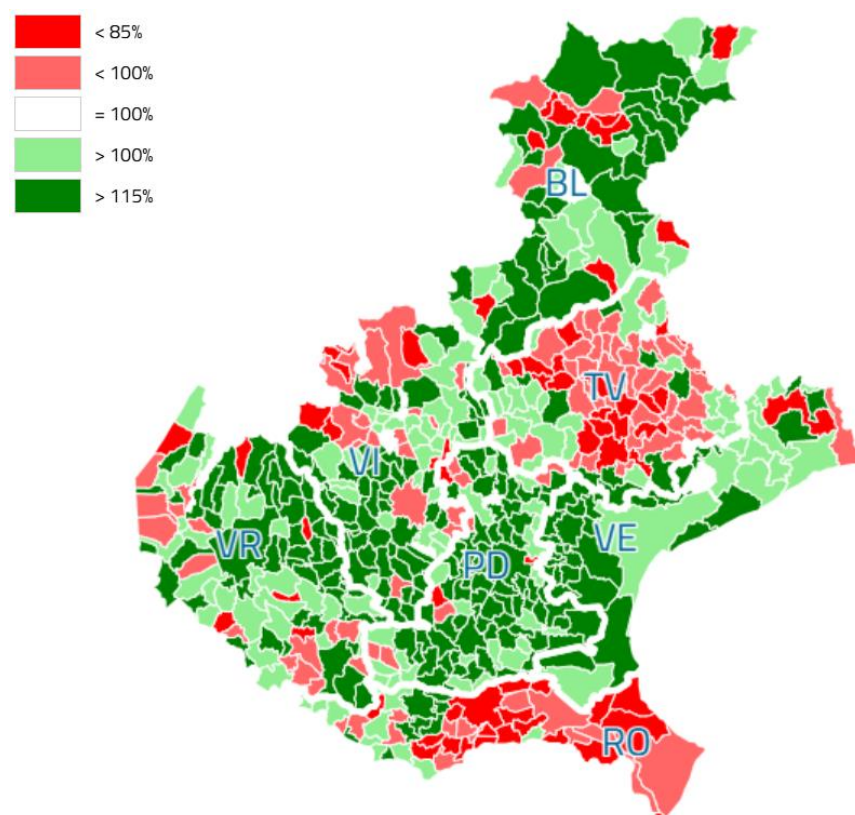 < 85%
< 100%
= 100%
> 100%
> 115%
BL
TV
VI
VR
PD
VE
RO